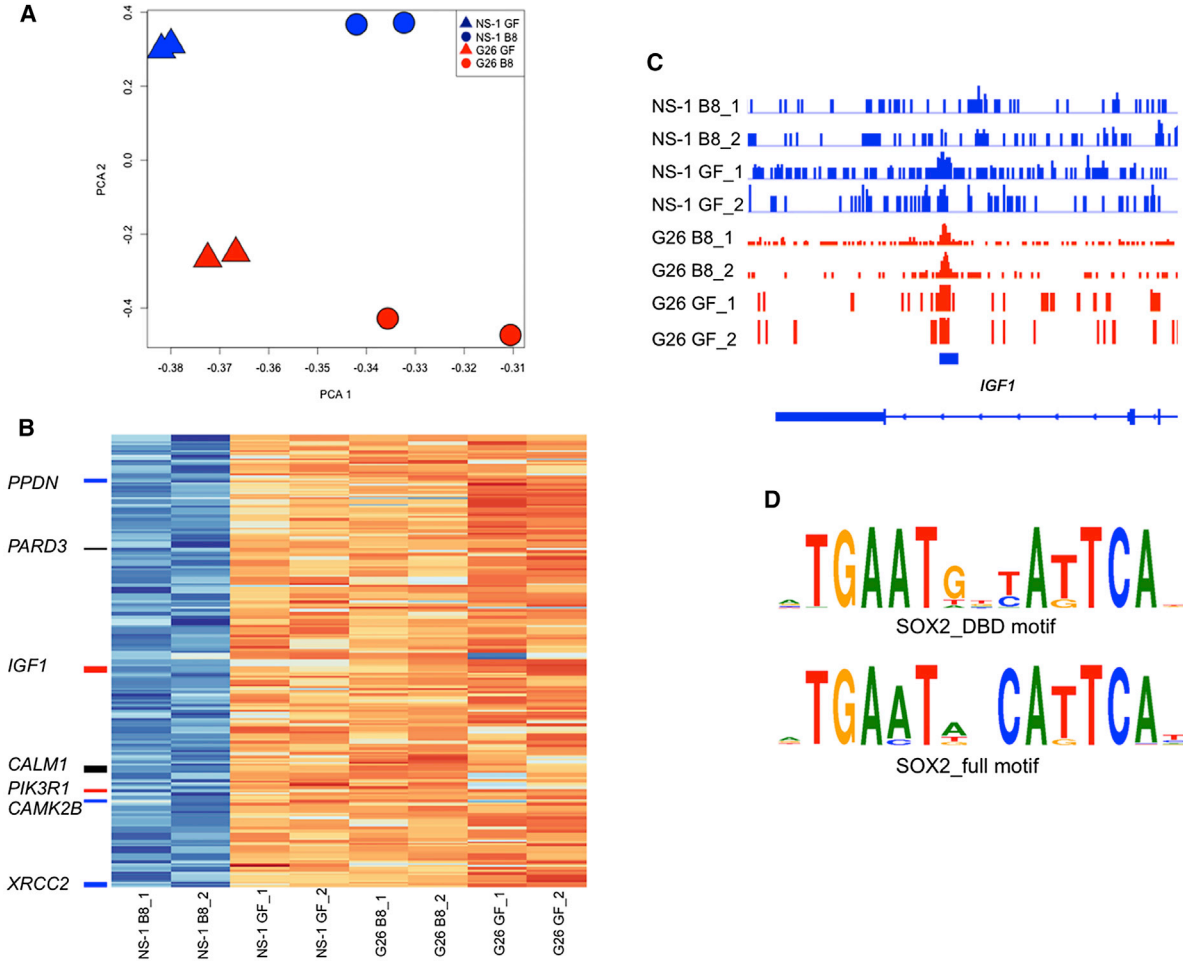 A
0.4
0.2
0.0
-0.2
-0.4
PCA 2
-0.38
-0.37
-0.36
-0.35
-0.34
-0.33
-0.32
-0.31
PCA 1
NS-1 GF
NS-1 B8
G26 GF
G26 B8
B
PPDN
PARD3
IGF1
CALM1
PIK3R1
CAMK2B
XRCC2
NS-1 B8_1
NS-1 B8_2
NS-1 GF_1
NS-1 GF_2
G26 B8_1
G26 B8_2
G26 GF_1
G26 GF_2
C
NS-1 B8_1
NS-1 B8_2
NS-1 GF_1
NS-1 GF_2
G26 B8_1
G26 B8_2
G26 GF_1
G26 GF_2
IGF1
D
TGAATG TATTCA
SOX2_DBD motif
TGAATA CATTCA
SOX2_full motif